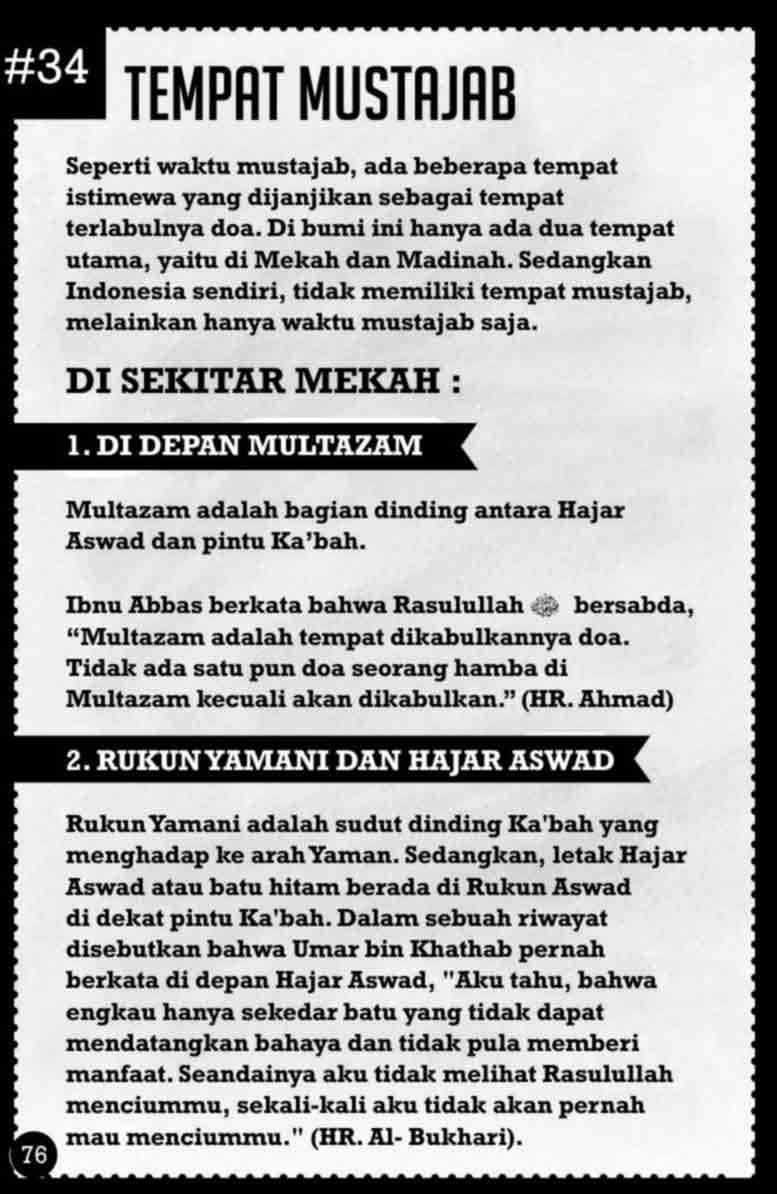 #34
TEMPAT MUSTAJAB
Seperti waktu mustajab, ada beberapa tempat
istimewa yang dijanjikan sebagai tempat
terlabulnya doa. Di bumi ini hanya ada dua tempat
utama, yaitu di Mekah dan Madinah. Sedangkan
Indonesia sendiri, tidak memiliki tempat mustajab,
melainkan hanya waktu mustajab saja.
DI SEKITAR MEKAH :
1. DI DEPAN MULTAZAM
Multazam adalah bagian dinding antara Hajar
Aswad dan pintu Ka’bah.
Ibnu Abbas berkata bahwa Rasulullah ﷺ bersabda,
“Multazam adalah tempat dikabulkannya doa.
Tidak ada satu pun doa seorang hamba di
Multazam kecuali akan dikabulkan.” (HR. Ahmad)
2. RUKUN YAMANI DAN HAJAR ASWAD
Rukun Yamani adalah sudut dinding Ka'bah yang
menghadap ke arah Yaman. Sedangkan, letak Hajar
Aswad atau batu hitam berada di Rukun Aswad
di dekat pintu Ka'bah. Dalam sebuah riwayat
disebutkan bahwa Umar bin Khathab pernah
berkata di depan Hajar Aswad, "Aku tahu, bahwa
engkau hanya sekedar batu yang tidak dapat
mendatangkan bahaya dan tidak pula memberi
manfaat. Seandainya aku tidak melihat Rasulullah
menciummu, sekali-kali aku tidak akan pernah
mau menciummu." (HR. Al- Bukhari).
76